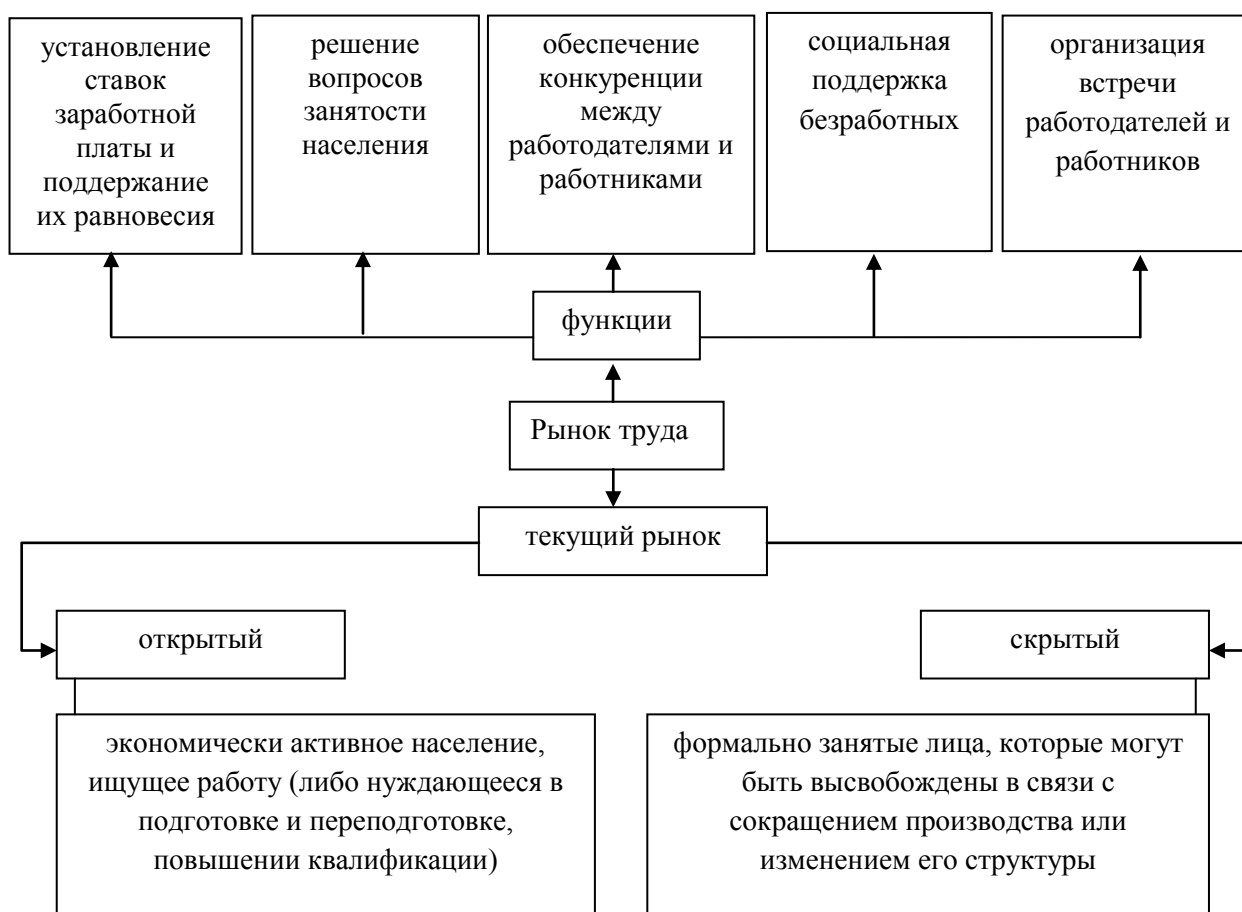 установление
ставок
заработной
платы и
поддержание
их равновесия
решение
вопросов
занятости
населения
обеспечение
конкуренции
между
работодателями и
работниками
социальная
поддержка
безработных
организация
встречи
работодателей и
работников
функции
Рынок труда
текущий рынок
открытый
скрытый
экономически активное население,
ищущее работу (либо нуждающееся в
подготовке и переподготовке,
повышении квалификации)
формально занятые лица, которые могут
быть высвобождены в связи с
сокращением производства или
изменением его структуры